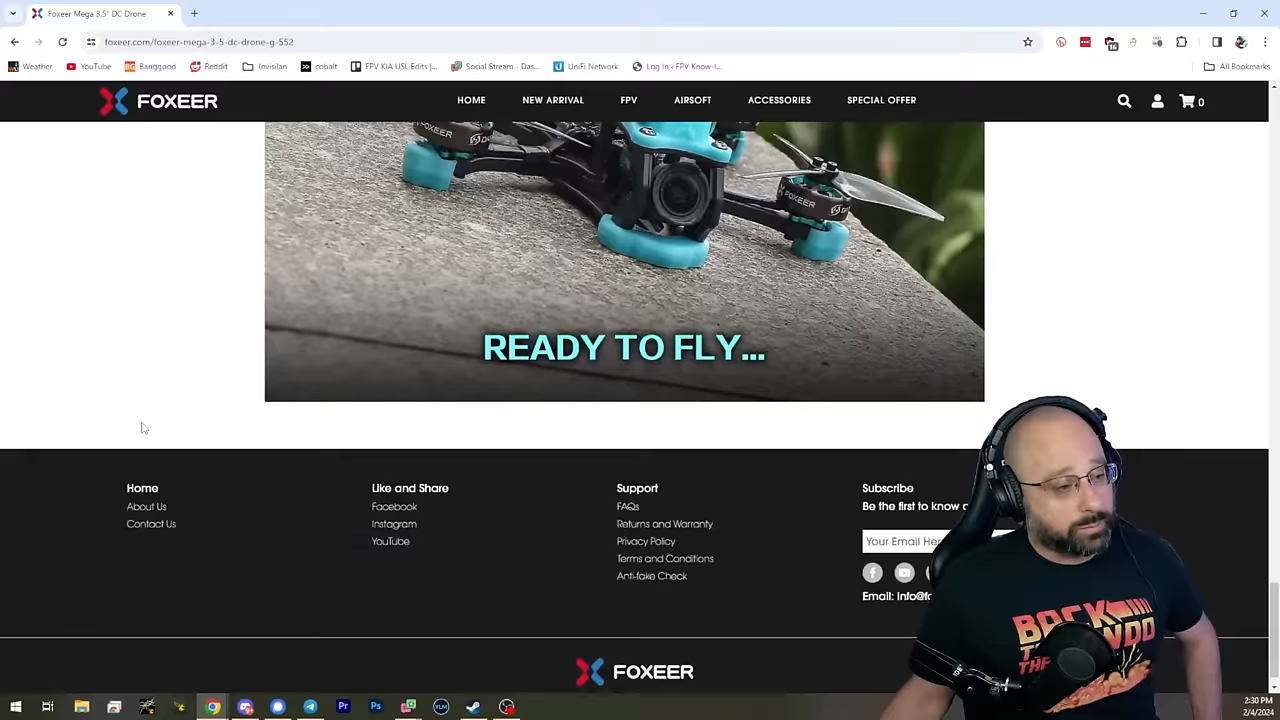 Foxeer Mega 3.5" DC Drone
foxeer.com/foxeer-mega-3-5-dc-drone-g-552
Weather
YouTube
Banggood
Reddit
Invisilan
cobalt
FPV KIA USL Edits |...
Social Stream - Das...
UniFi Network
Log In ‹ FPV Know-I...
All Bookmarks
FOXEER
HOME
NEW ARRIVAL
FPV
AIRSOFT
ACCESSORIES
SPECIAL OFFER
0
FOXEER
READY TO FLY...
Home
About Us
Contact Us
Like and Share
Facebook
Instagram
YouTube
Support
FAQs
Returns and Warranty
Privacy Policy
Terms and Conditions
Anti-fake Check
Subscribe
Be the first to know
Your Email Here
Email:
BACK
THE
FOXEER
2:30 PM
2/4/2024